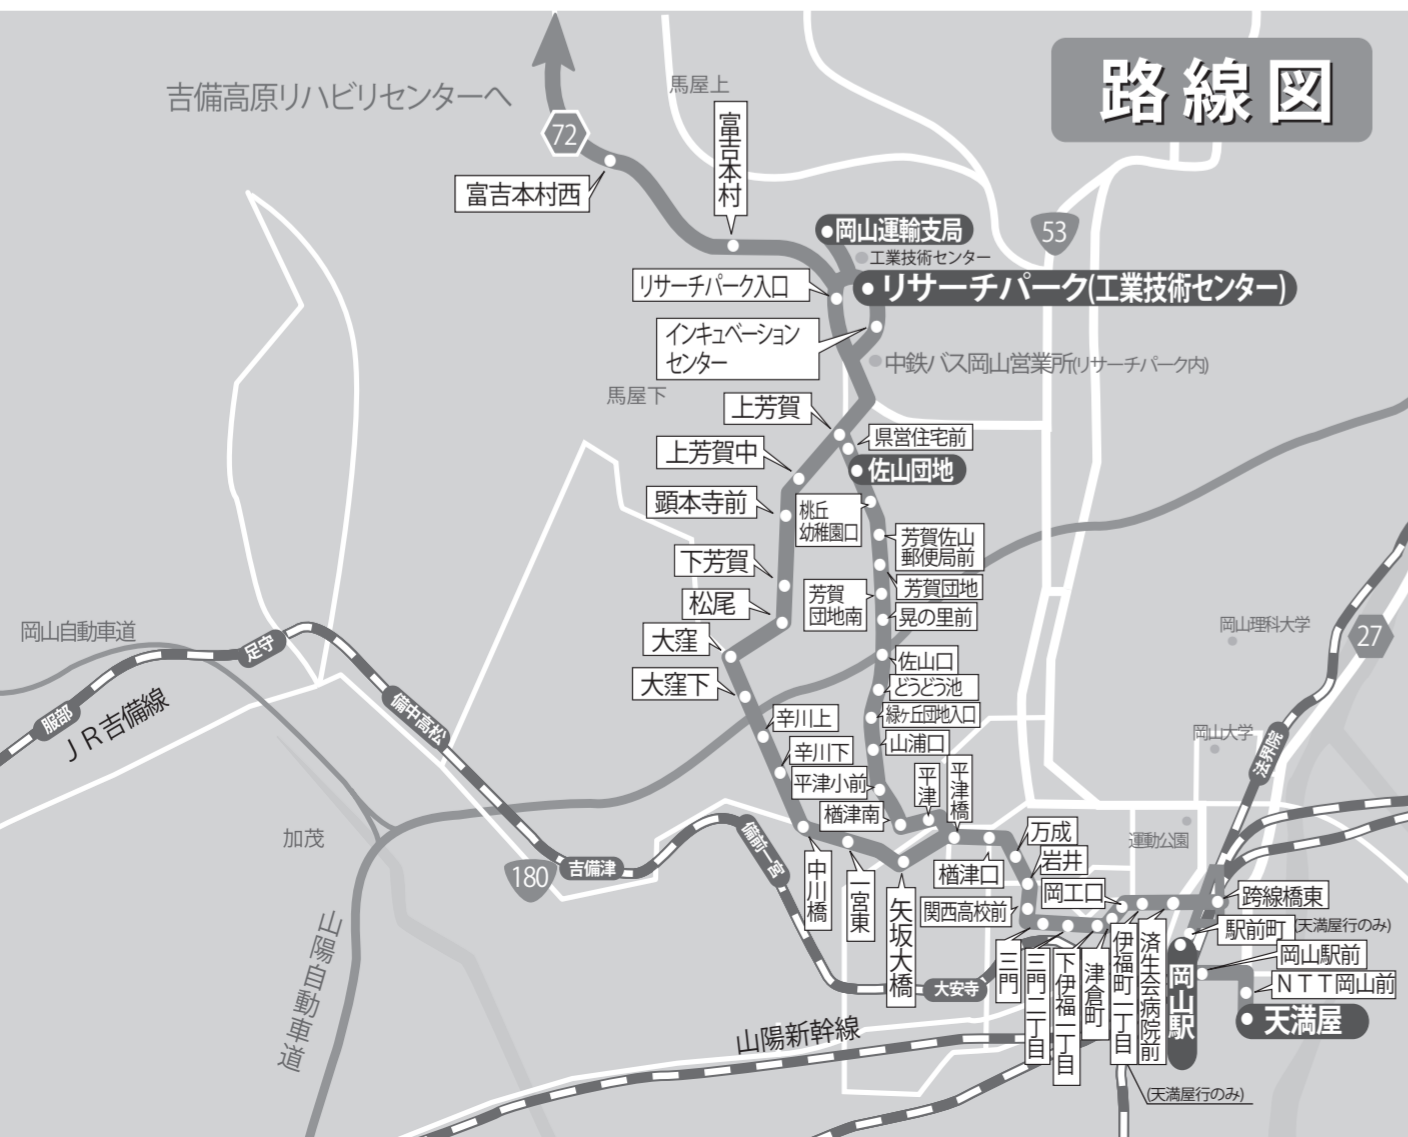 路線図
吉備高原リハビリセンターへ
72
馬屋上
富吉本村
富吉本村西
岡山運輸支局
53
工業技術センター
リサーチパーク(工業技術センター)
リサーチパーク入口
インキュベーション
センター
中鉄バス岡山営業所(リサーチパーク内)
馬屋下
上芳賀
県営住宅前
上芳賀中
佐山団地
顕本寺前
桃丘
幼稚園口
芳賀佐山
郵便局前
下芳賀
芳賀団地
松尾
芳賀
団地南
晃の里前
大窪
佐山口
大窪下
どうどう池
緑ヶ丘団地入口
辛川上
山浦口
辛川下
平津小前
平津
平津橋
楢津南
岡山自動車道
足守
服部
JR吉備線
備中高松
岡山理科大学
27
岡山大学
法界院
加茂
備前一宮
180
吉備津
中川橋
一宮東
矢坂大橋
楢津口
万成
岩井
運動公園
岡工口
関西高校前
跨線橋東
駅前町
(天満屋行のみ)
岡山駅前
NTT岡山前
天満屋
三門
三門二丁目
下伊福一丁目
津倉町
伊福町一丁目
済生会病院前
岡山駅
大安寺
山陽自動車道
山陽新幹線
(天満屋行のみ)